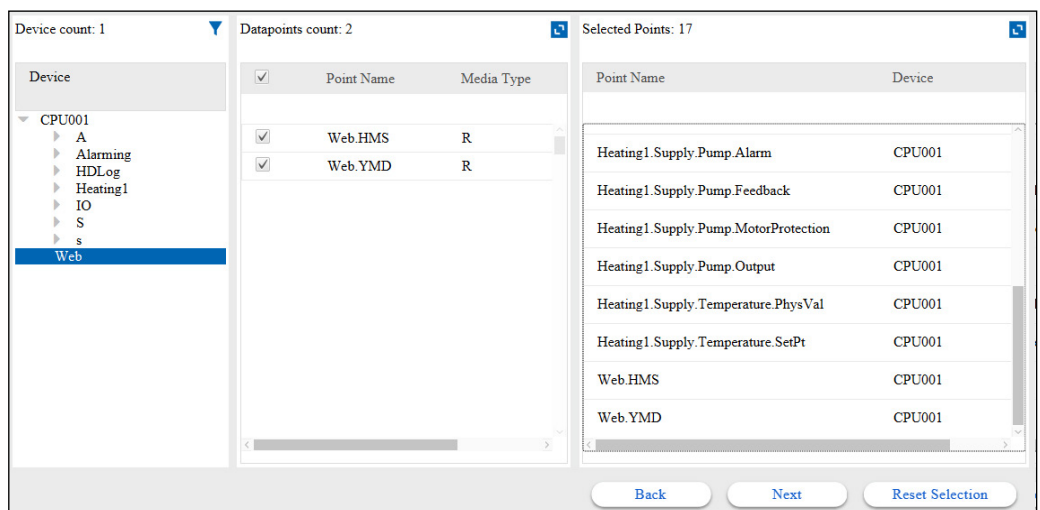 Device count: 1
Device
CPU001
A
Alarming
HDLog
Heating1
IO
S
s
Web
Datapoints count: 2
Point Name Media Type
Web.HMS R
Web.YMD R
Selected Points: 17
Point Name Device
Heating1.Supply.Pump.Alarm CPU001
Heating1.Supply.Pump.Feedback CPU001
Heating1.Supply.Pump.MotorProtection CPU001
Heating1.Supply.Pump.Output CPU001
Heating1.Supply.Temperature.PhysVal CPU001
Heating1.Supply.Temperature.SetPt CPU001
Web.HMS CPU001
Web.YMD CPU001
Back Next Reset Selection